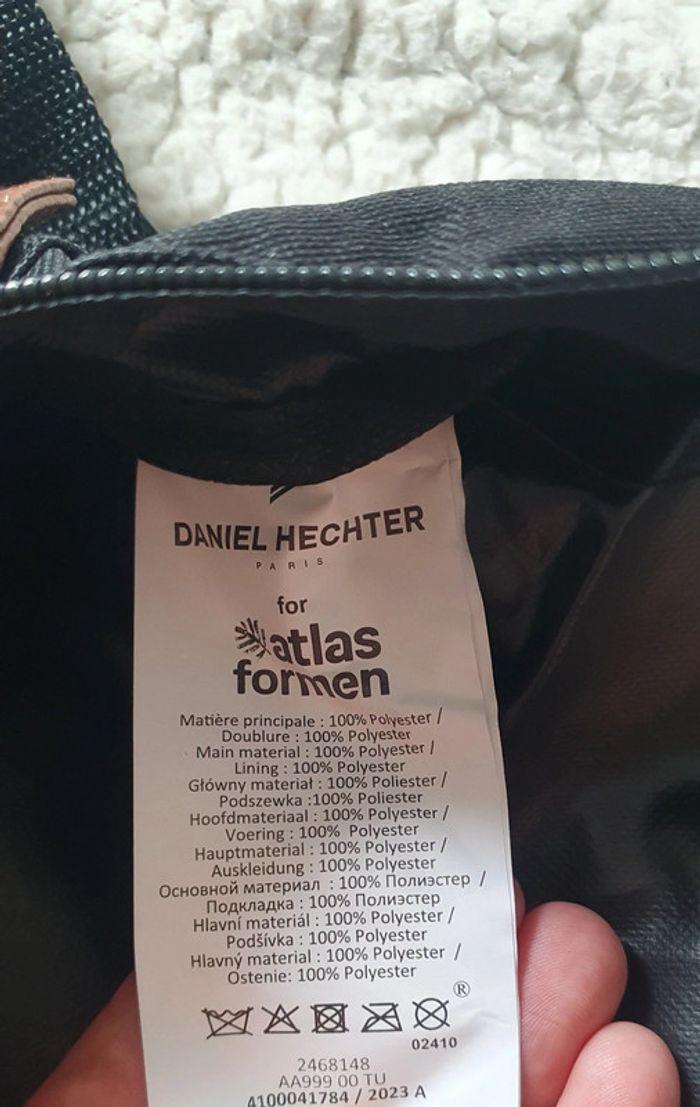 DANIEL HECHTER
PARIS
for
atlas
formen
Matière principale : 100% Polyester /
Doublure : 100% Polyester
Main material : 100% Polyester /
Lining : 100% Polyester
Główny materiał : 100% Poliester /
Podszewka :100% Poliester
Hoofdmateriaal : 100% Polyester /
Voering : 100% Polyester
Hauptmaterial : 100% Polyester /
Auskleidung : 100% Polyester
Основной материал : 100% Полиэстер /
Подкладка : 100% Полиэстер
Hlavní materiál : 100% Polyester /
Podšívka : 100% Polyester
Hlavný material : 100% Polyester /
Ostenie: 100% Polyester
®
02410
2468148
AA999 00 TU
4100041784 / 2023 A